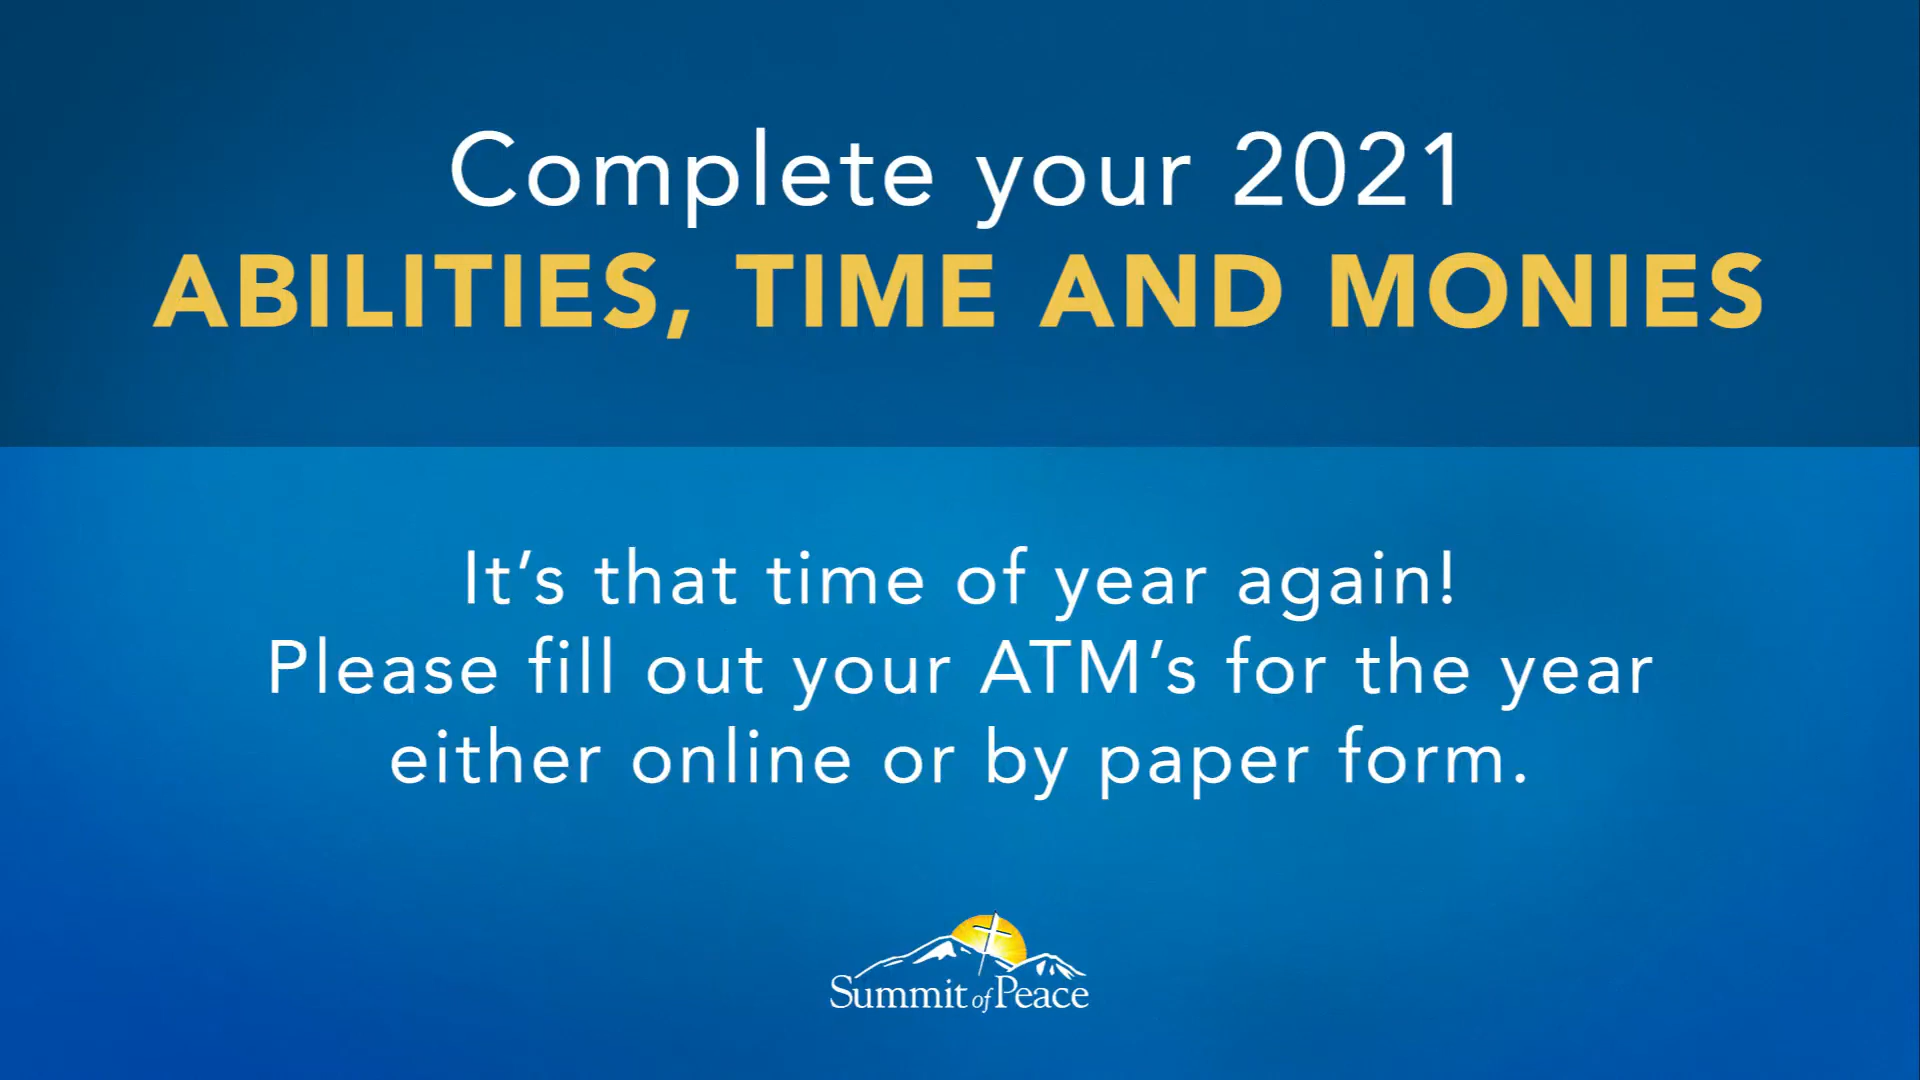 Complete your 2021
ABILITIES, TIME AND MONIES
It’s that time of year again!
Please fill out your ATM’s for the year
either online or by paper form.
Summit of Peace